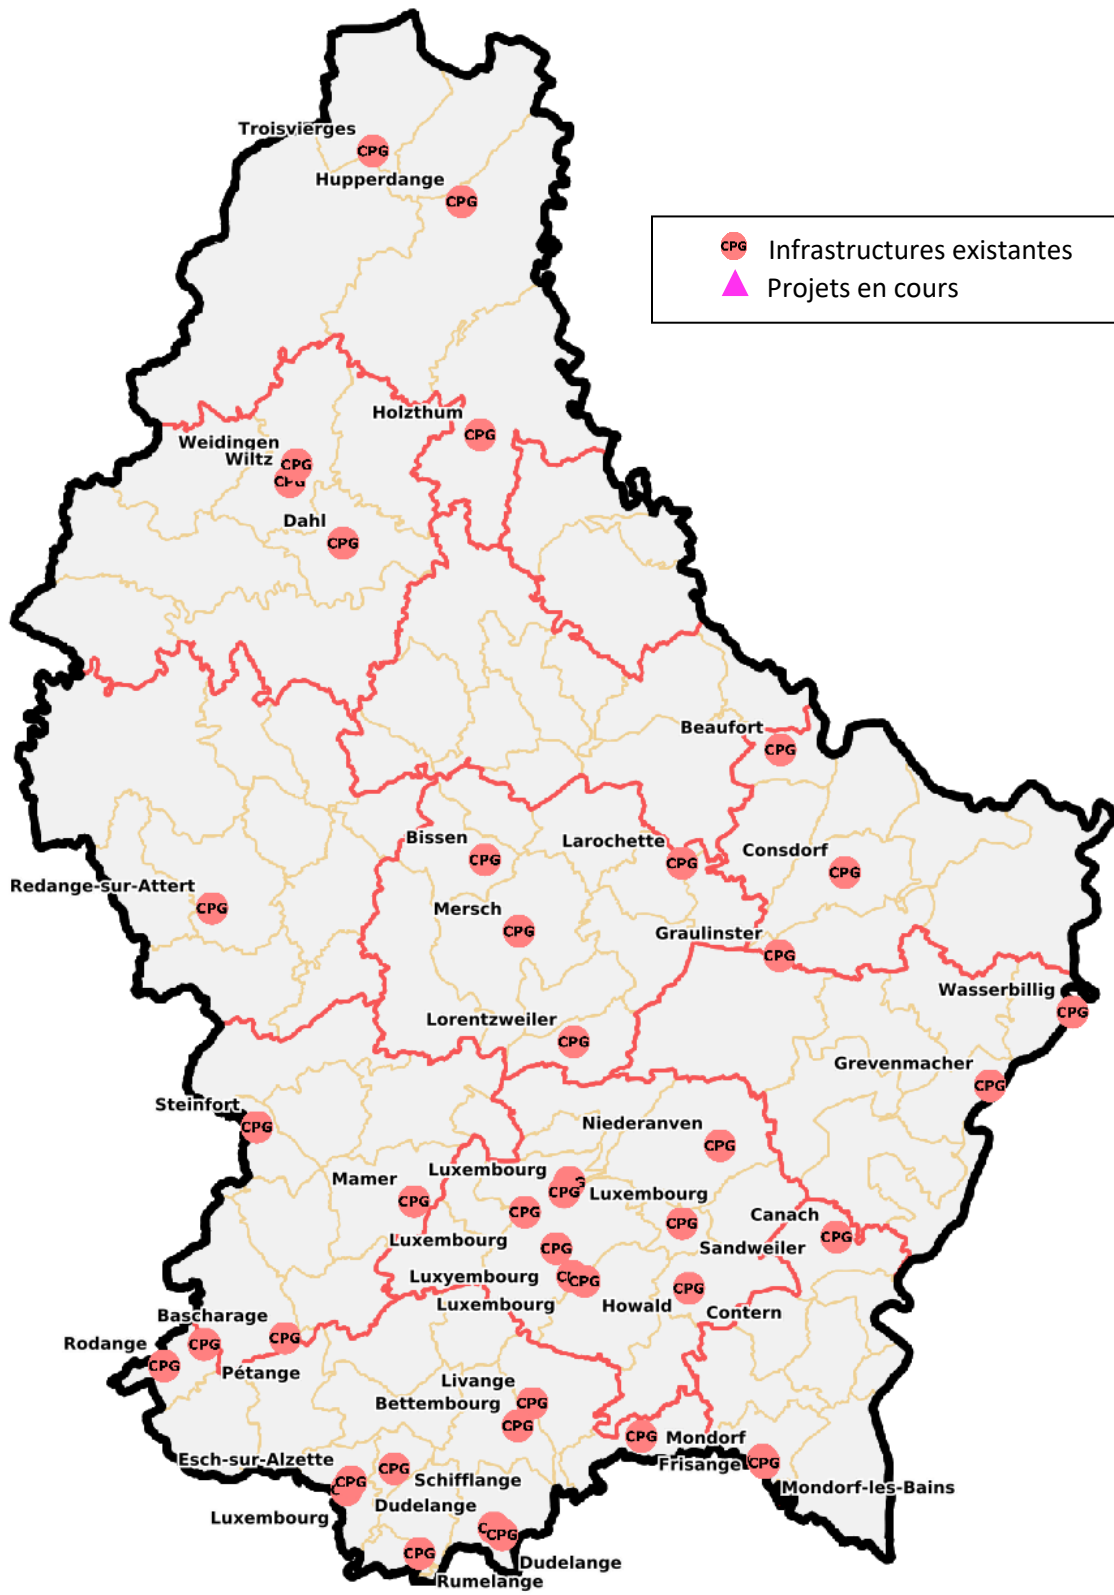 Troisvierges
CPG
Hupperdange
CPG
CPG Infrastructures existantes
Projets en cours
Holzthum
CPG
Weidingen
CPG
Wiltz
CPG
Dahl
CPG
Beaufort
CPG
Bissen
CPG
Larochette
CPG
Consdorf
CPG
Redange-sur-Attert
CPG
Mersch
CPG
Graulinster
CPG
Wasserbillig
CPG
Lorentzweiler
CPG
Grevenmacher
CPG
Steinfort
CPG
Niederanven
CPG
Luxembourg
G
CPG
Mamer
CPG
Luxembourg
CPG
CPG
Canach
CPG
Luxembourg
CPG
Sandweiler
Luxyembourg
C
CPG
CPG
Luxembourg
Howald
Contern
Bascharage
CPG
Rodange
CPG
CPG
Pétange
Livange
Bettembourg
CPG
CPG
CPG
Mondorf
Esch-sur-Alzette
CPG
Frisange
CPG
CPG
C
Schifflange
Mondorf-les-Bains
Dudelange
Luxembourg
C
CPG
CPG
Dudelange
Rumelange